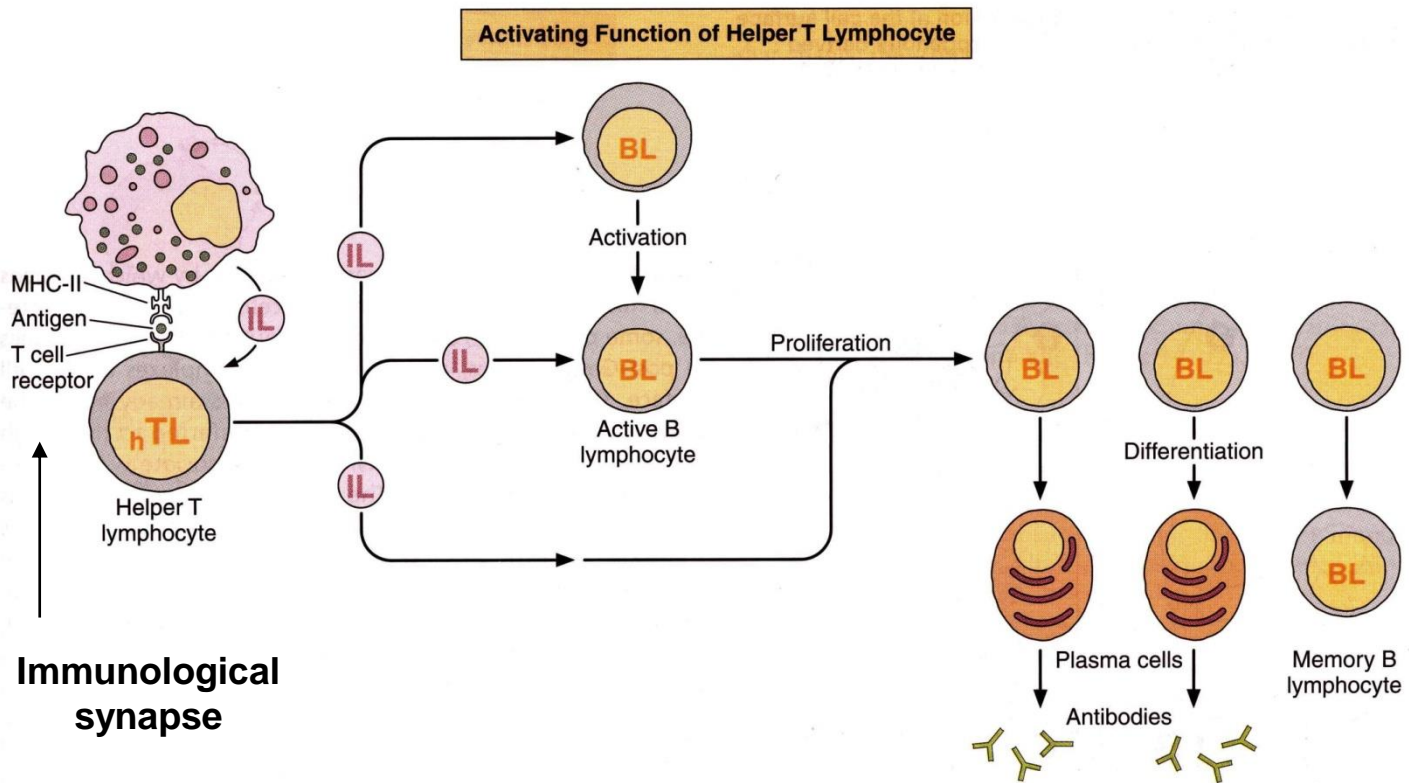 Activating Function of Helper T Lymphocyte
BL
Activation
IL
MHC-II
Antigen
T cell
receptor
IL
hTL
Helper T
lymphocyte
IL
BL
Active B
lymphocyte
IL
Proliferation
BL
BL
BL
Differentiation
BL
Plasma cells
Memory B
lymphocyte
Antibodies
Immunological
synapse